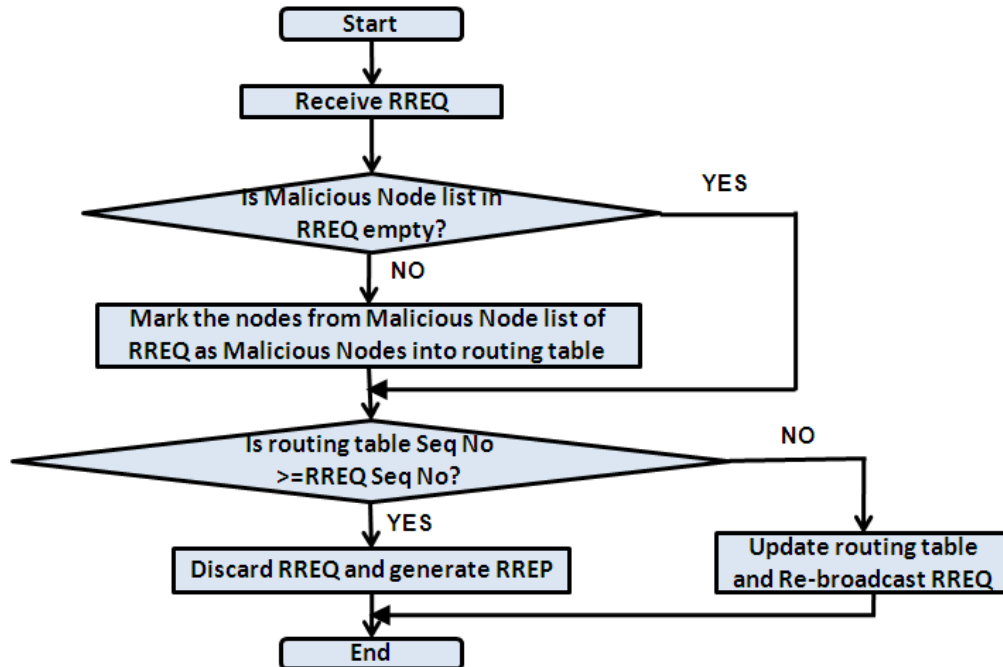 Start
Receive RREQ
Is Malicious Node list in
RREQ empty?
YES
NO
Mark the nodes from Malicious Node list of
RREQ as Malicious Nodes into routing table
Is routing table Seq No
>=RREQ Seq No?
NO
YES
Discard RREQ and generate RREP
Update routing table
and Re-broadcast RREQ
End